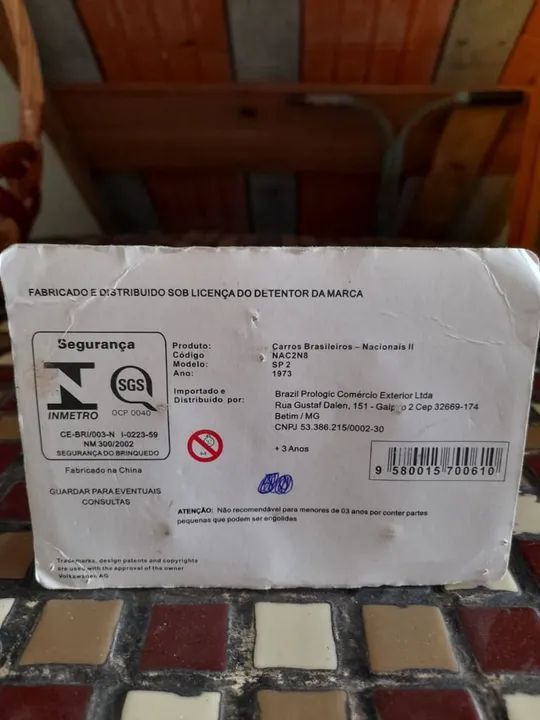 FABRICADO E DISTRIBUIDO SOB LICENÇA DO DETENTOR DA MARCA
Segurança
SGS
INMETRO
OCP 0040
CE-BRI/003-N I-0223-59
NM 300/2002
SEGURANÇA DO BRINQUEDO
Fabricado na China
GUARDAR PARA EVENTUAIS
CONSULTAS
Produto: Carros Brasileiros – Nacionais II
Código NAC2N8
Modelo: SP 2
Ano: 1973
Importado e
Distribuido por:
Brazil Prologic Comércio Exterior Ltda
Rua Gustaf Dalen, 151 - Galpão 2 Cep 32669-174
Betim / MG
CNPJ 53.386.215/0002-30
+ 3 Anos
9 580015 700610
ATENÇÃO: Não recomendável para menores de 03 anos por conter partes
pequenas que podem ser engolidas
Trademarks, design patents and copyrights
are used with the approval of the owner
Volkswagen AG